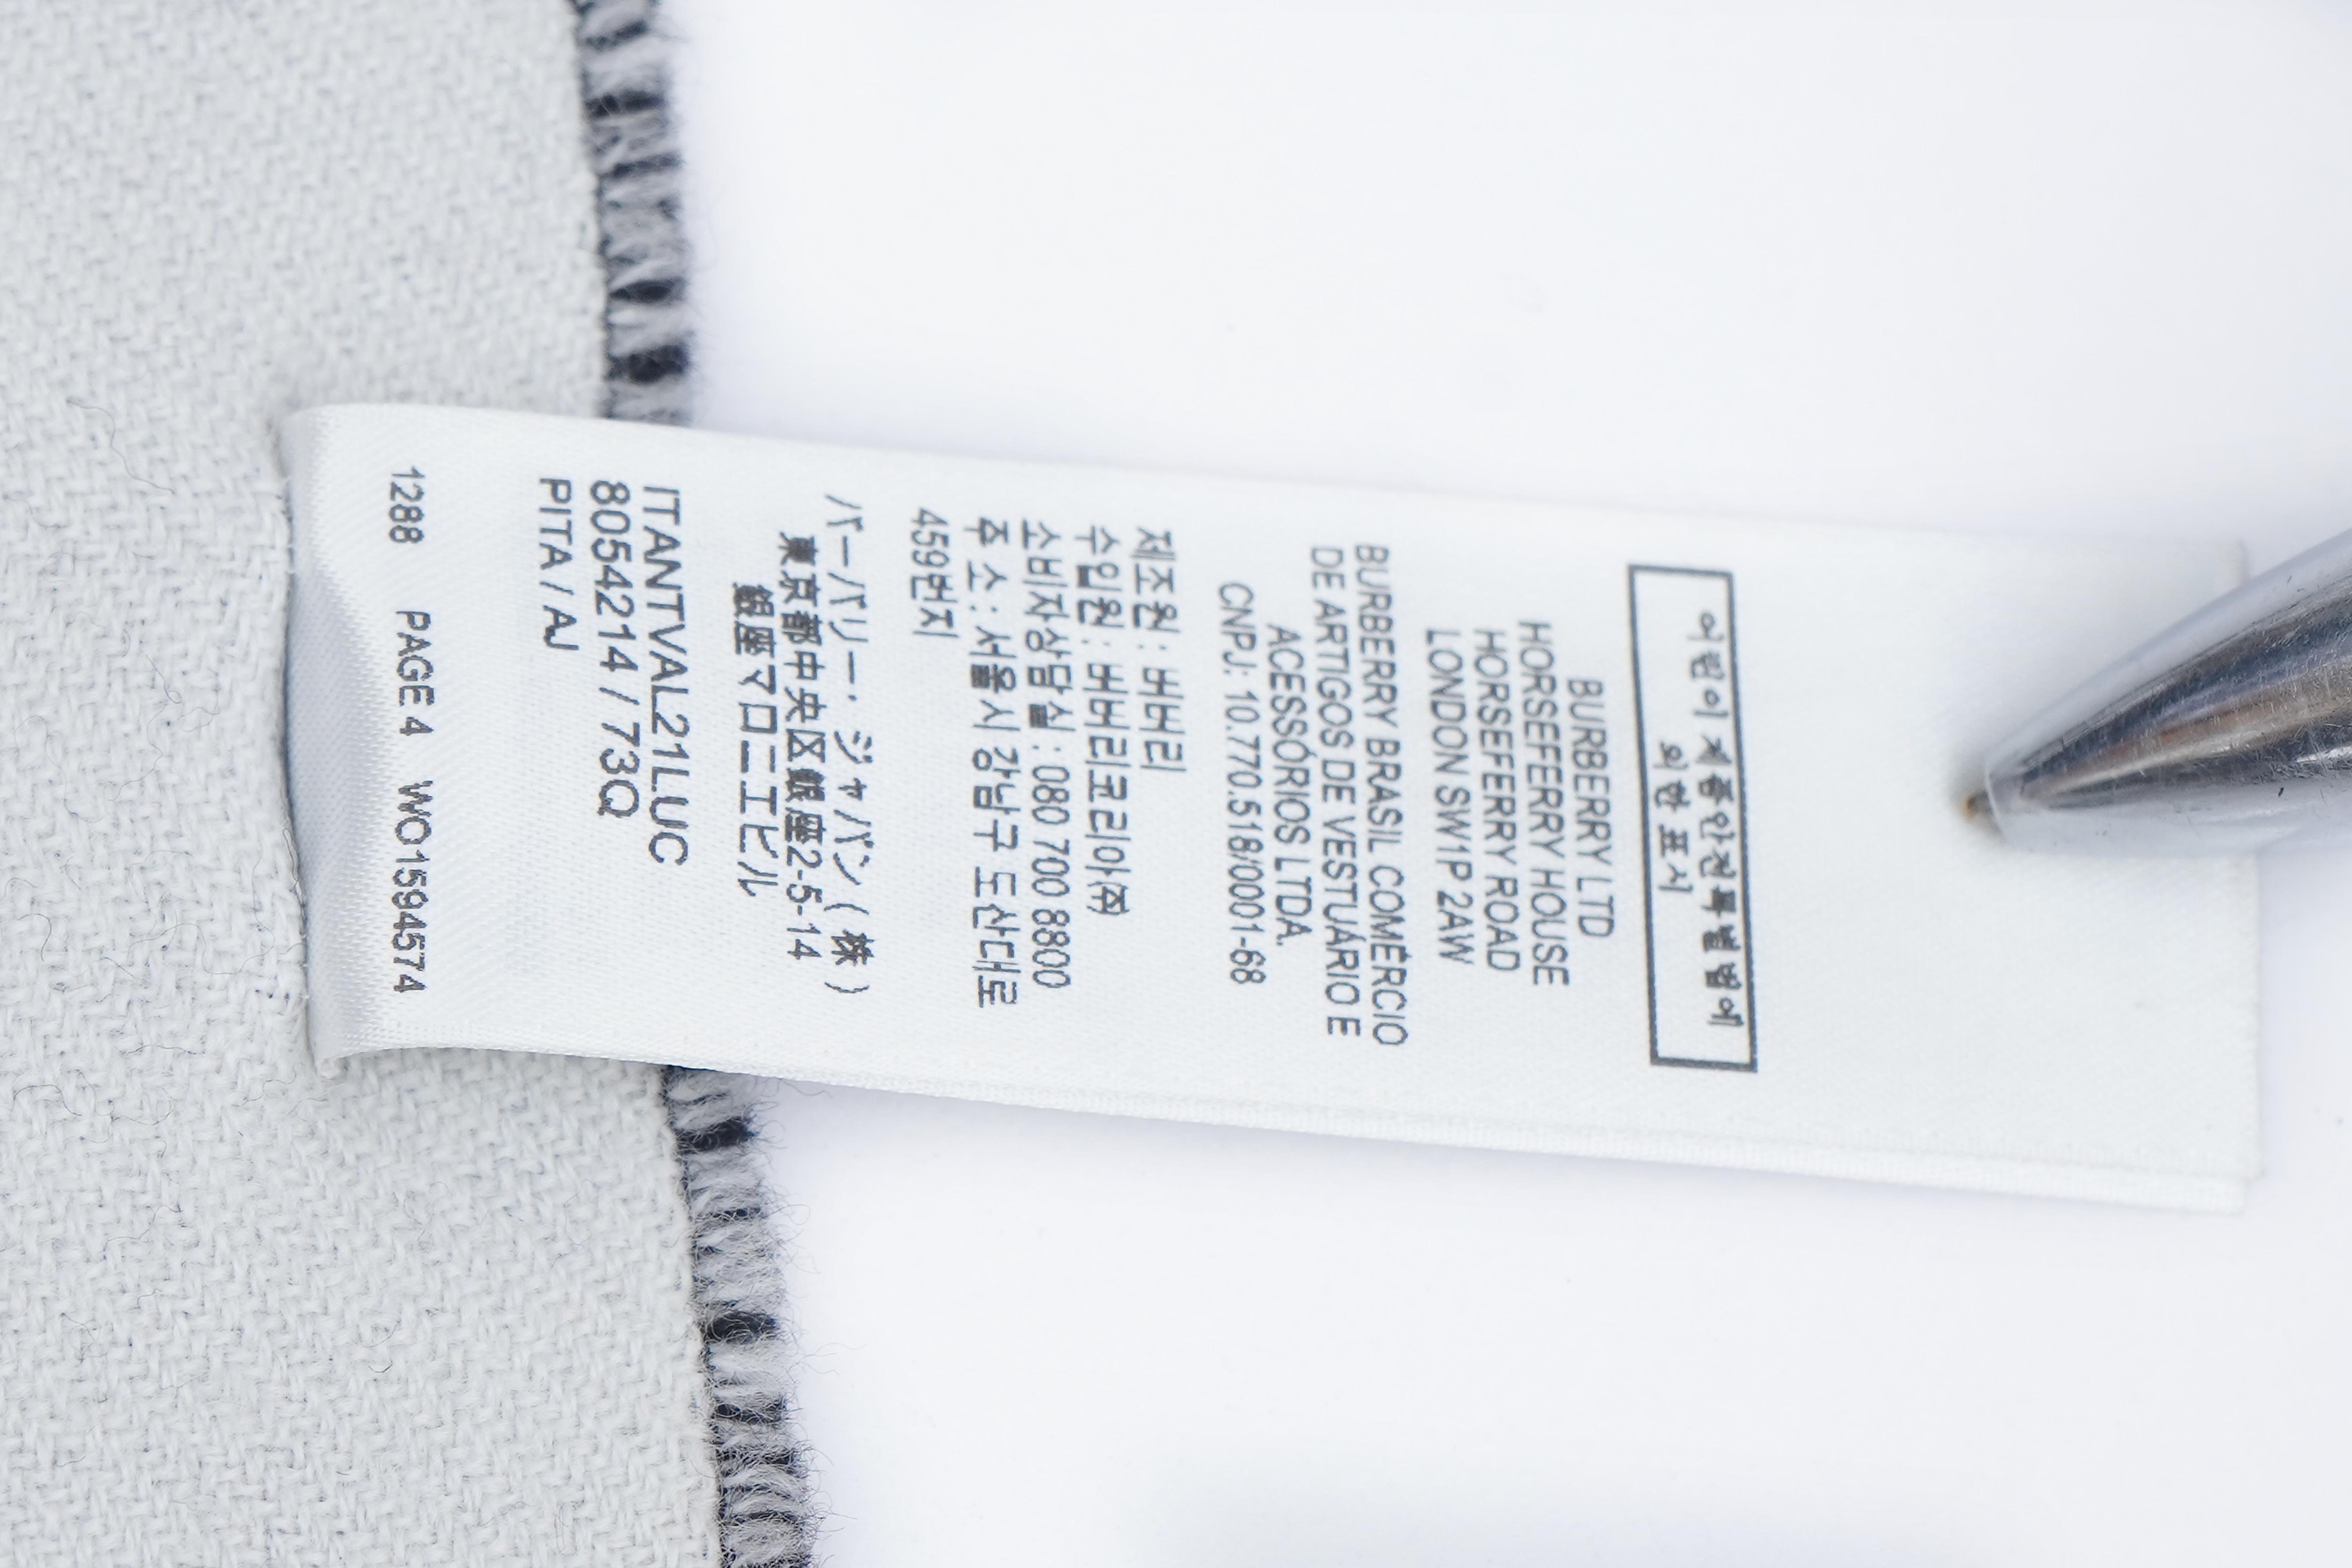 어린이제품안전특별법에
의한 표시
BURBERRY LTD
HORSEFERRY HOUSE
HORSEFERRY ROAD
LONDON SW1P 2AW
BURBERRY BRASIL COMÉRCIO
DE ARTIGOS DE VESTUÁRIO E
ACESSÓRIOS LTDA.
CNPJ: 10.770.518/0001-68
제조원 : 버버리
수입원 : 버버리코리아㈜
소비자상담실 : 080 700 8800
주 소 : 서울시 강남구 도산대로
459번지
バーバリー・ジャパン ( 株 )
東京都中央区銀座2-5-14
銀座マロニエビル
ITANTVAL21LUC
8054214 / 73Q
PITA / AJ
1288 PAGE 4 WO1594574